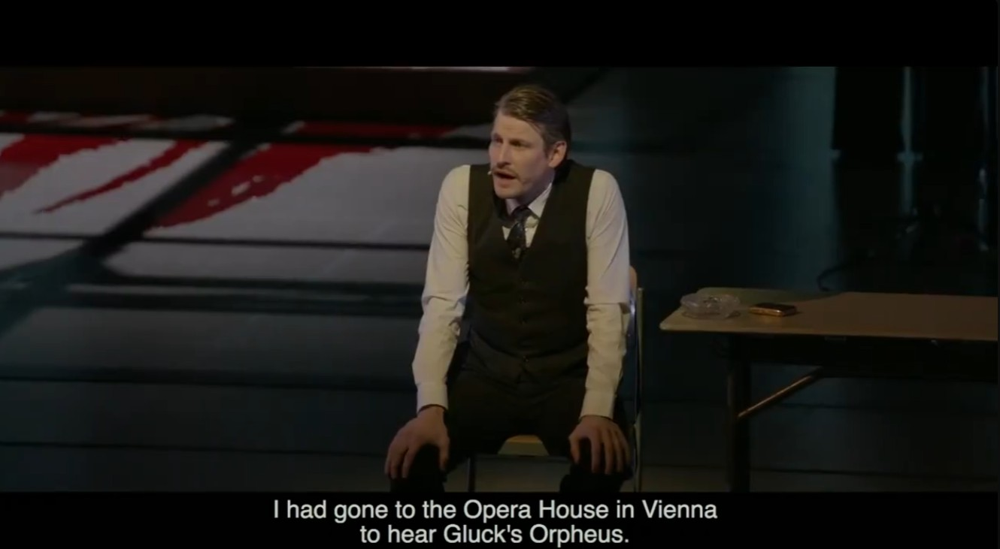 I had gone to the Opera House in Vienna
to hear Gluck's Orpheus.